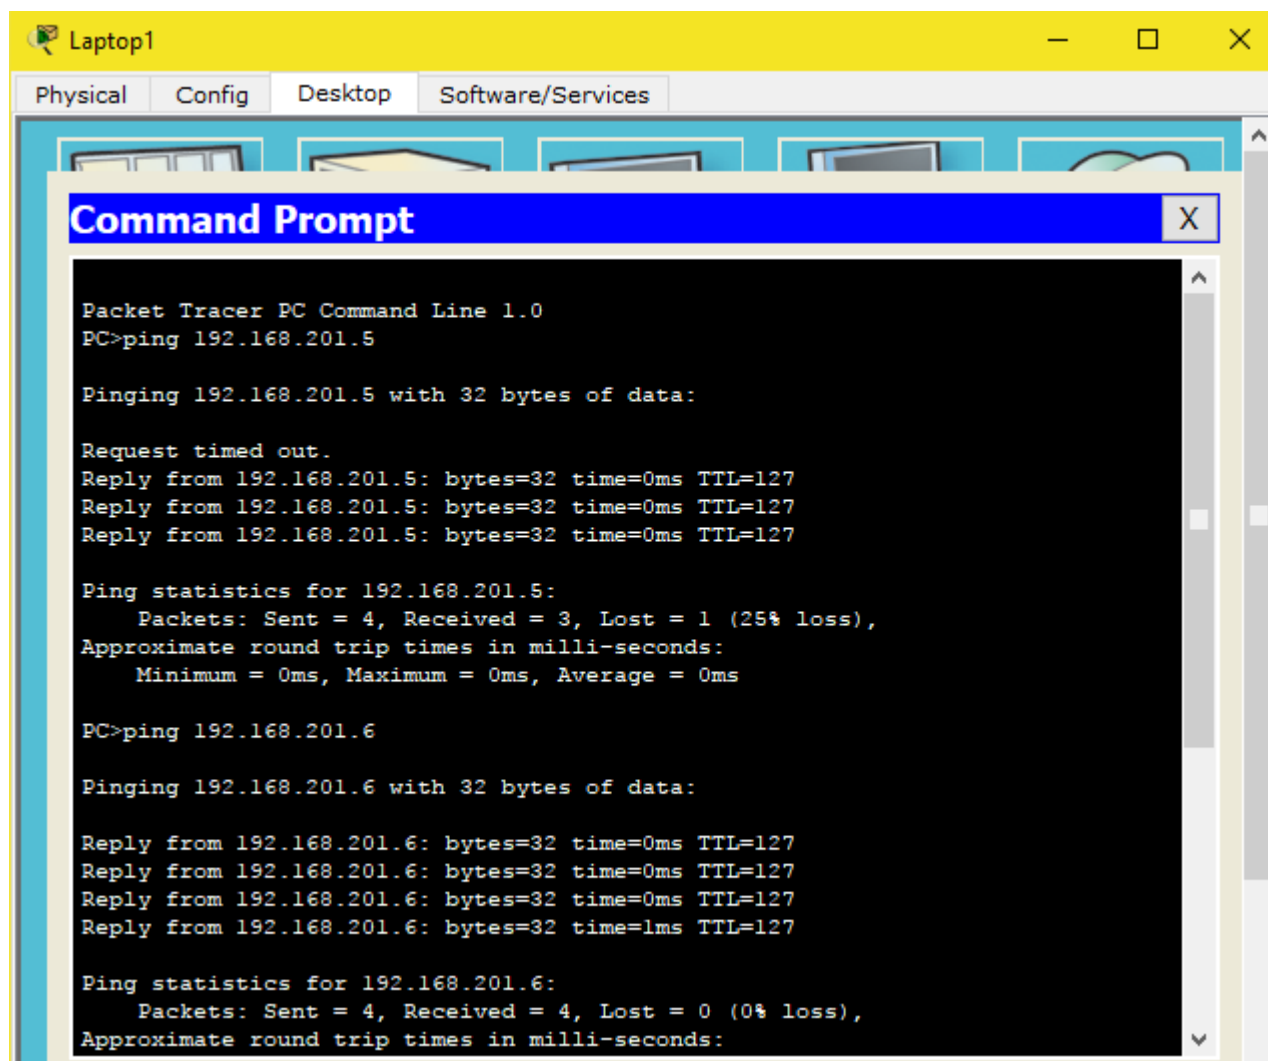 Laptop1
Physical Config Desktop Software/Services
Command Prompt X
Packet Tracer PC Command Line 1.0
PC>ping 192.168.201.5
Pinging 192.168.201.5 with 32 bytes of data:
Request timed out.
Reply from 192.168.201.5: bytes=32 time=0ms TTL=127
Reply from 192.168.201.5: bytes=32 time=0ms TTL=127
Reply from 192.168.201.5: bytes=32 time=0ms TTL=127
Ping statistics for 192.168.201.5:
Packets: Sent = 4, Received = 3, Lost = 1 (25% loss),
Approximate round trip times in milli-seconds:
Minimum = 0ms, Maximum = 0ms, Average = 0ms
PC>ping 192.168.201.6
Pinging 192.168.201.6 with 32 bytes of data:
Reply from 192.168.201.6: bytes=32 time=0ms TTL=127
Reply from 192.168.201.6: bytes=32 time=0ms TTL=127
Reply from 192.168.201.6: bytes=32 time=0ms TTL=127
Reply from 192.168.201.6: bytes=32 time=1ms TTL=127
Ping statistics for 192.168.201.6:
Packets: Sent = 4, Received = 4, Lost = 0 (0% loss),
Approximate round trip times in milli-seconds: